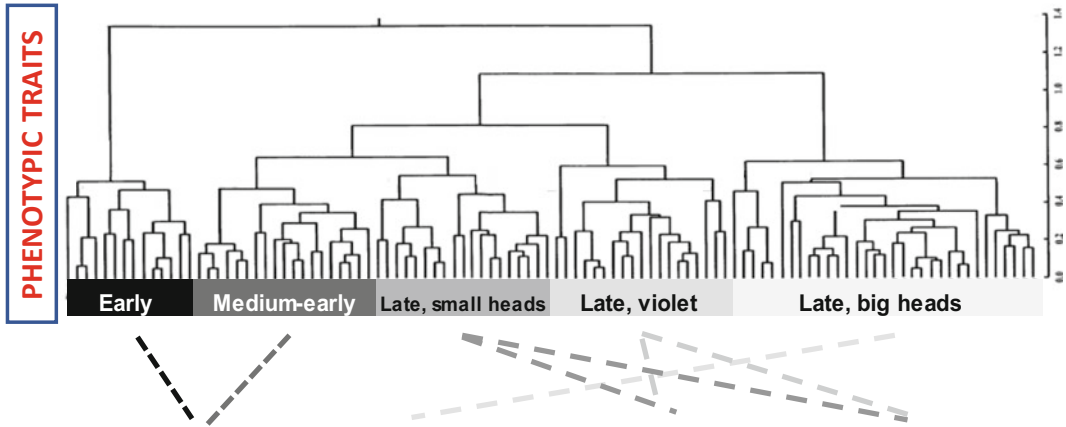 PHENOTYPIC TRAITS
1.4
1.2
1.0
0.8
0.6
0.4
0.2
0.0
Early
Medium-early
Late, small heads
Late, violet
Late, big heads